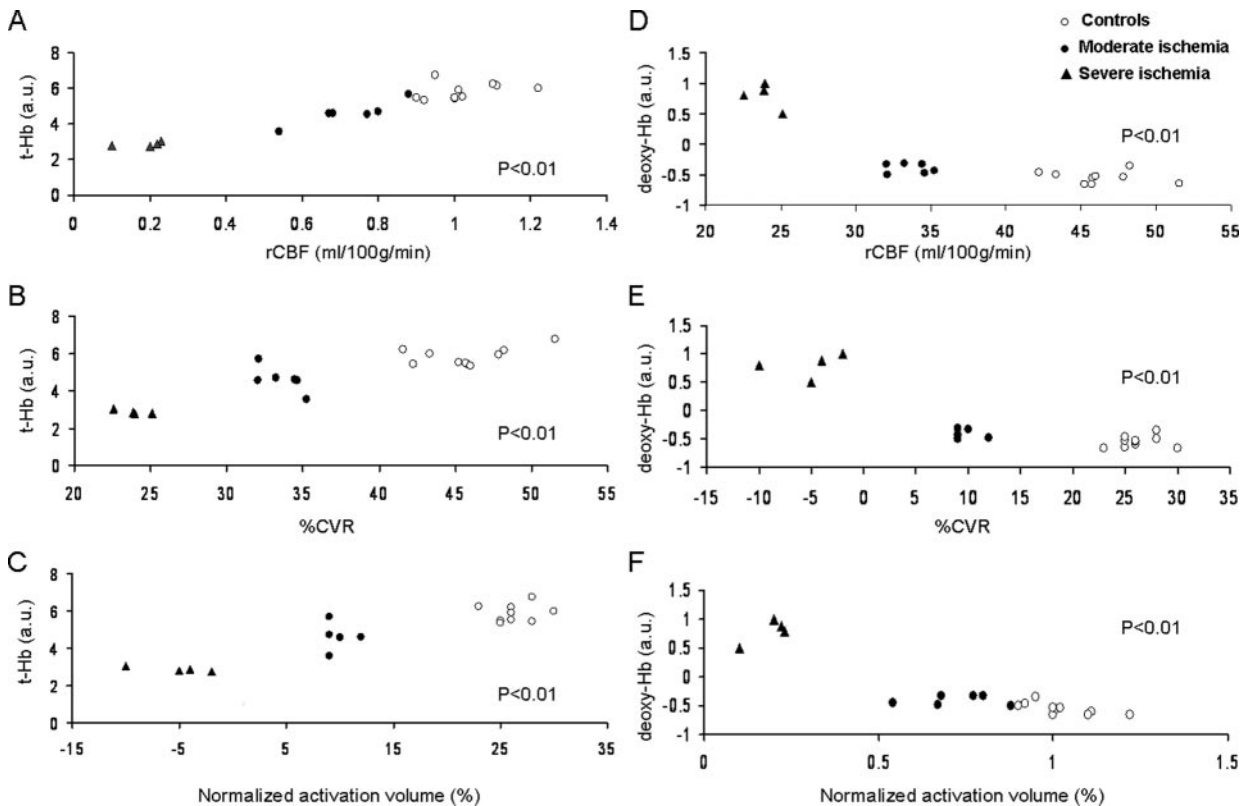 A
t-Hb (a.u.)
8
6
4
2
0
0 0.2 0.4 0.6 0.8 1 1.2 1.4
rCBF (ml/100g/min)
P<0.01
B
t-Hb (a.u.)
8
6
4
2
0
20 25 30 35 40 45 50 55
%CVR
P<0.01
C
t-Hb (a.u.)
8
6
4
2
0
-15 -5 5 15 25 35
Normalized activation volume (%)
P<0.01
D
Controls
Moderate ischemia
Severe ischemia
deoxy-Hb (a.u.)
1.5
1
0.5
0
-0.5
-1
20 25 30 35 40 45 50 55
rCBF (ml/100g/min)
P<0.01
E
deoxy-Hb (a.u.)
1.5
1
0.5
0
-0.5
-1
-15 -10 -5 0 5 10 15 20 25 30 35
%CVR
P<0.01
F
deoxy-Hb (a.u.)
1.5
1
0.5
0
-0.5
-1
0 0.5 1 1.5
Normalized activation volume (%)
P<0.01